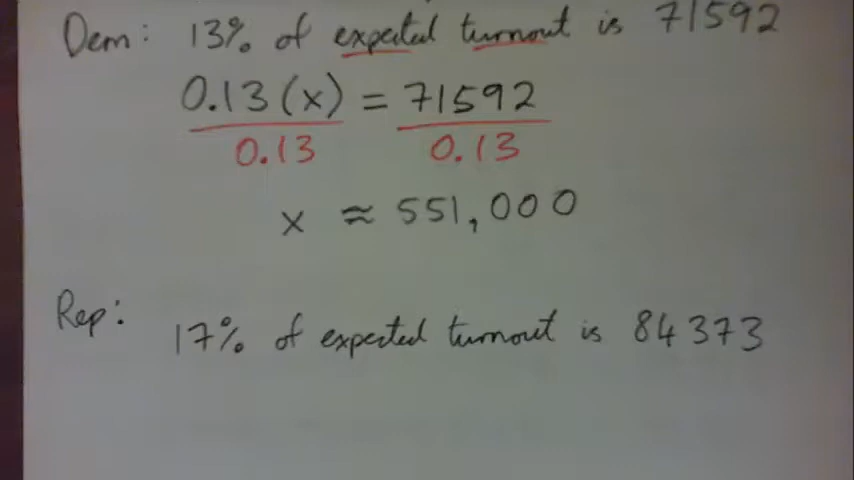 Dem: 13% of expected turnout is 71592
0.13 (x) = 71592
0.13 0.13
x ≈ 551,000
Rep: 17% of expected turnout is 84373